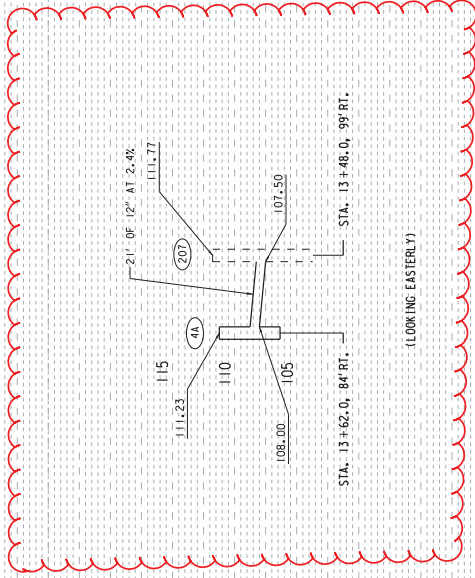 21' OF 12" AT 2.4%
111.77
207
4A
111.23
115
110
105
107.50
108.00
STA. 13+48.0, 99' RT.
STA. 13+62.0, 84' RT.
(LOOKING EASTERLY)